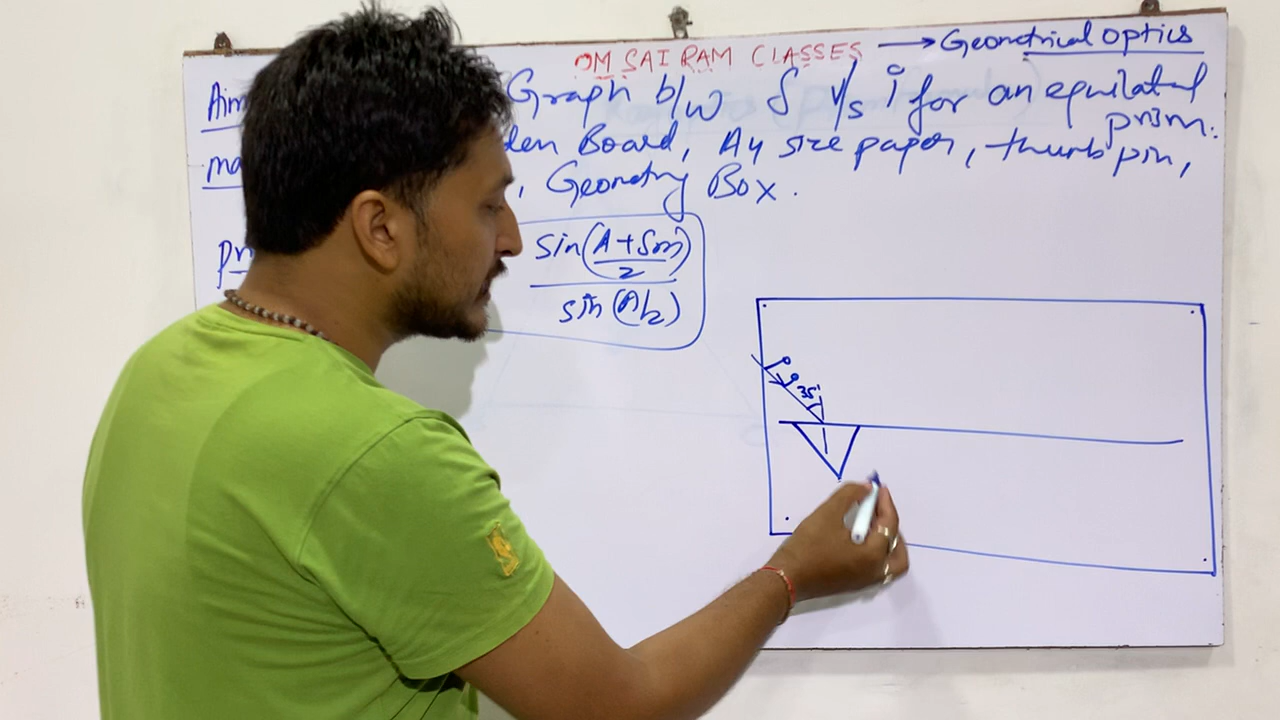 OM SAI RAM CLASSES → Geometrical optics
Aim Graph b/w δ v/s i for an equilateral
prism.
ma den Board, A4 size paper, thumb pin,
, Geometry Box.
pri sin(A+δm/2)
sin(A/2)
35°